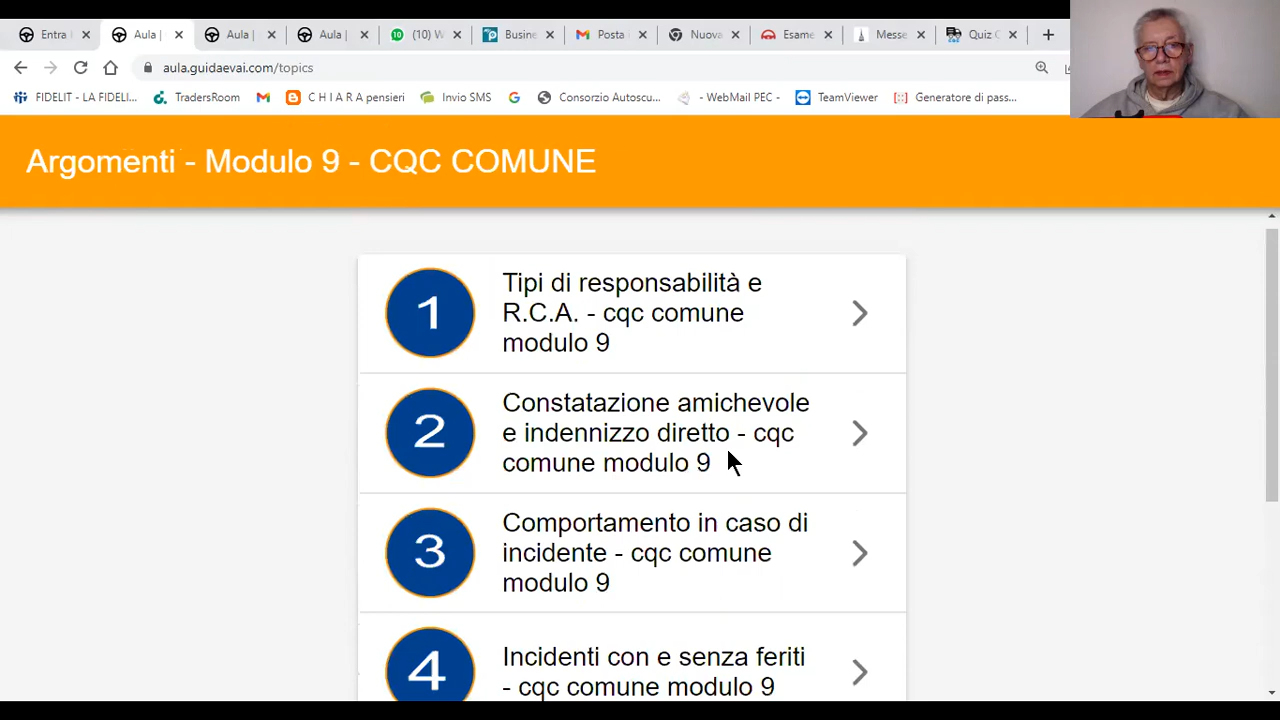 Entra
Aula |
Aula |
Aula |
(10) W
Busine
Posta
Nuova
Esame
Messe
Quiz C
aula.guidaevai.com/topics
FIDELIT - LA FIDELI...
TradersRoom
C H I A R A pensieri
Invio SMS
Consorzio Autoscu...
- WebMail PEC -
TeamViewer
Generatore di pass...
Argomenti - Modulo 9 - CQC COMUNE
1
Tipi di responsabilità e
R.C.A. - cqc comune
modulo 9
2
Constatazione amichevole
e indennizzo diretto - cqc
comune modulo 9
3
Comportamento in caso di
incidente - cqc comune
modulo 9
4
Incidenti con e senza feriti
- cqc comune modulo 9